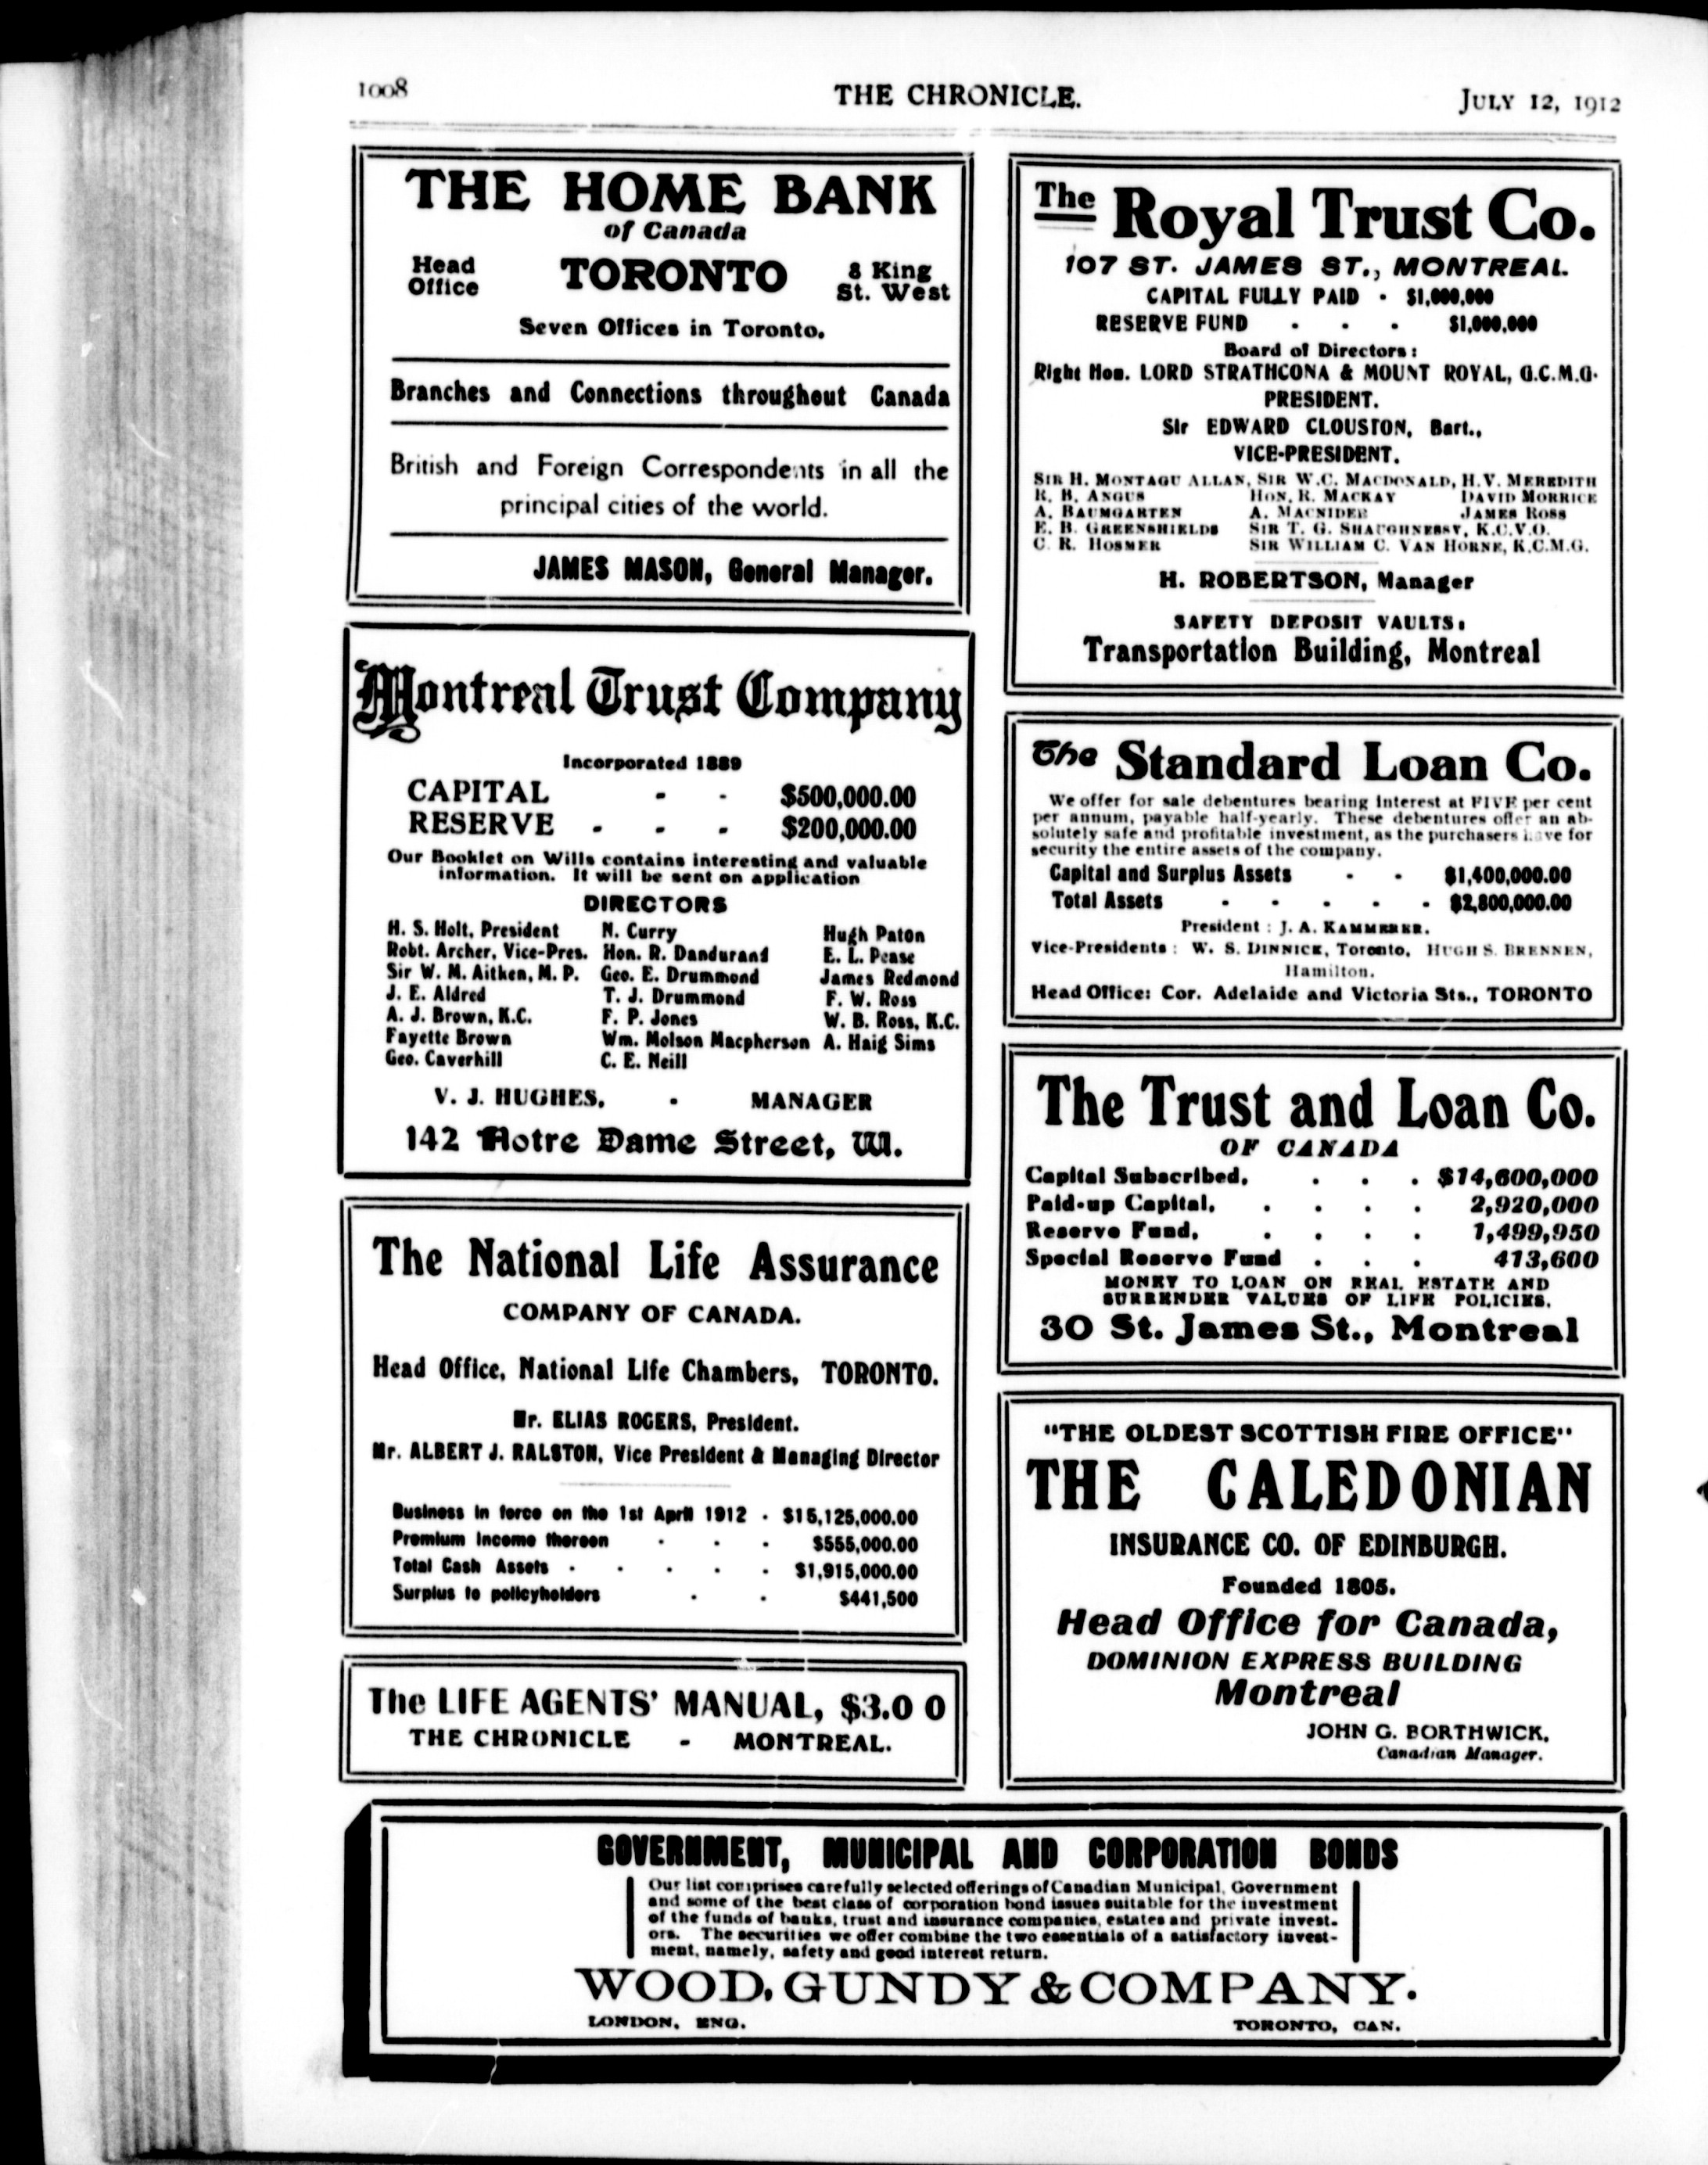 1008
THE CHRONICLE.
JULY 12, 1912
THE HOME BANK
of Canada
Head Office
TORONTO
8 King St. West
Seven Offices in Toronto.
Branches and Connections throughout Canada
British and Foreign Correspondents in all the
principal cities of the world.
JAMES MASON, General Manager.
Montreal Trust Company
Incorporated 1889
CAPITAL - - $500,000.00
RESERVE - - - $200,000.00
Our Booklet on Wills contains interesting and valuable
information. It will be sent on application
DIRECTORS
H. S. Holt, President N. Curry Hugh Paton
Robt. Archer, Vice-Pres. Hon. R. Dandurand E. L. Pease
Sir W. M. Aitken, M. P. Geo. E. Drummond James Redmond
J. E. Aldred T. J. Drummond F. W. Ross
A. J. Brown, K.C. F. P. Jones W. B. Ross, K.C.
Fayette Brown Wm. Molson Macpherson A. Haig Sims
Geo. Caverhill C. E. Neill
V. J. HUGHES, - MANAGER
142 Notre Dame Street, W.
The National Life Assurance
COMPANY OF CANADA.
Head Office, National Life Chambers, TORONTO.
Mr. ELIAS ROGERS, President.
Mr. ALBERT J. RALSTON, Vice President & Managing Director
Business in force on the 1st April 1912 - $15,125,000.00
Premium Income thereon - - - $555,000.00
Total Cash Assets - - - - - $1,915,000.00
Surplus to policyholders - - $441,500
The LIFE AGENTS' MANUAL, $3.0 0
THE CHRONICLE - MONTREAL.
The Royal Trust Co.
107 ST. JAMES ST., MONTREAL.
CAPITAL FULLY PAID - $1,000,000
RESERVE FUND - - - $1,000,000
Board of Directors:
Right Hon. LORD STRATHCONA & MOUNT ROYAL, G.C.M.G.
PRESIDENT.
Sir EDWARD CLOUSTON, Bart.,
VICE-PRESIDENT.
SIR H. MONTAGU ALLAN, SIR W.C. MACDONALD, H.V. MEREDITH
R. B. ANGUS HON. R. MACKAY DAVID MORRICE
A. BAUMGARTEN A. MACNIDER JAMES ROSS
E. B. GREENSHIELDS SIR T. G. SHAUGHNESSY, K.C.V.O.
C. R. HOSMER SIR WILLIAM C. VAN HORNE, K.C.M.G.
H. ROBERTSON, Manager
SAFETY DEPOSIT VAULTS:
Transportation Building, Montreal
The Standard Loan Co.
We offer for sale debentures bearing Interest at FIVE per cent
per annum, payable half-yearly. These debentures offer an ab-
solutely safe and profitable investment, as the purchasers have for
security the entire assets of the company.
Capital and Surplus Assets - - $1,400,000.00
Total Assets - - - - - $2,800,000.00
President : J. A. KAMMERER.
Vice-Presidents : W. S. DINNICK, Toronto, HUGH S. BRENNEN,
Hamilton.
Head Office: Cor. Adelaide and Victoria Sts., TORONTO
The Trust and Loan Co.
OF CANADA
Capital Subscribed, . . . $14,600,000
Paid-up Capital, . . . . 2,920,000
Reserve Fund, . . . . 1,499,950
Special Reserve Fund . . . 413,600
MONEY TO LOAN ON REAL ESTATE AND
SURRENDER VALUES OF LIFE POLICIES.
30 St. James St., Montreal
"THE OLDEST SCOTTISH FIRE OFFICE"
THE CALEDONIAN
INSURANCE CO. OF EDINBURGH.
Founded 1805.
Head Office for Canada,
DOMINION EXPRESS BUILDING
Montreal
JOHN G. BORTHWICK,
Canadian Manager.
GOVERNMENT, MUNICIPAL AND CORPORATION BONDS
Our list comprises carefully selected offerings of Canadian Municipal, Government
and some of the best class of corporation bond issues suitable for the investment
of the funds of banks, trust and insurance companies, estates and private invest-
ors. The securities we offer combine the two essentials of a satisfactory invest-
ment, namely, safety and good interest return.
WOOD, GUNDY & COMPANY.
LONDON, ENG.
TORONTO, CAN.